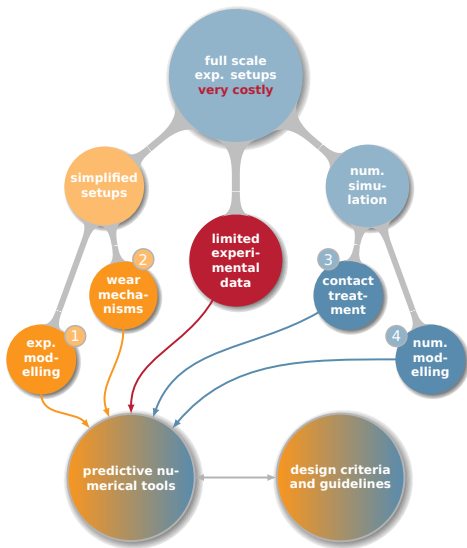 full scale
exp. setups
very costly
simplified
setups
num.
simu-
lation
limited
experi-
mental
data
2
wear
mecha-
nisms
3
contact
treat-
ment
1
exp.
mod-
elling
4
num.
mod-
elling
predictive nu-
merical tools
design criteria
and guidelines